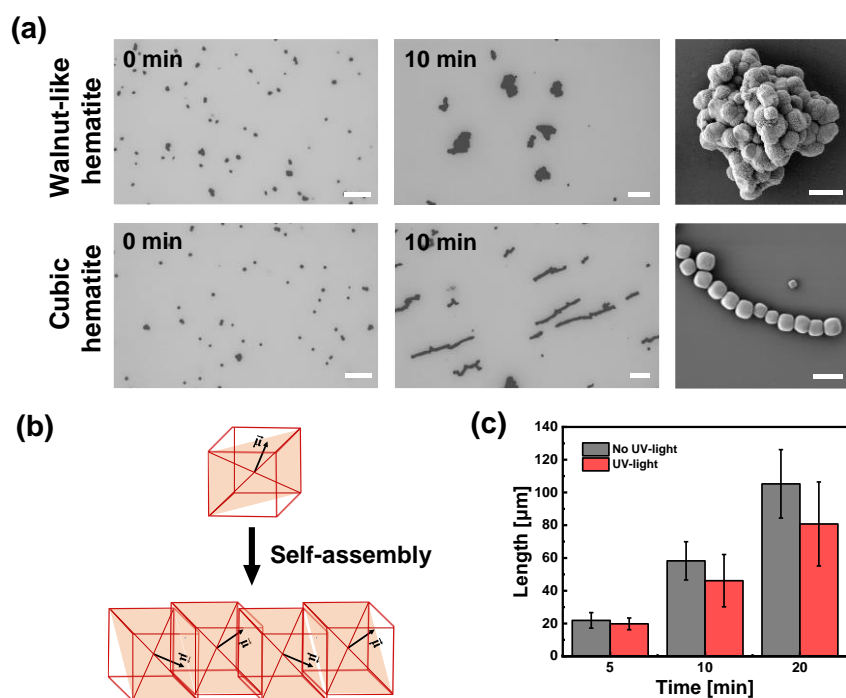 (a)
Walnut-like
hematite
0 min
10 min
Cubic
hematite
0 min
10 min
(b)
μ⃗
Self-assembly
μ⃗
μ⃗
μ⃗
μ⃗
(c)
Length [μm]
140
120
100
80
60
40
20
0
No UV-light
UV-light
5
10
20
Time [min]